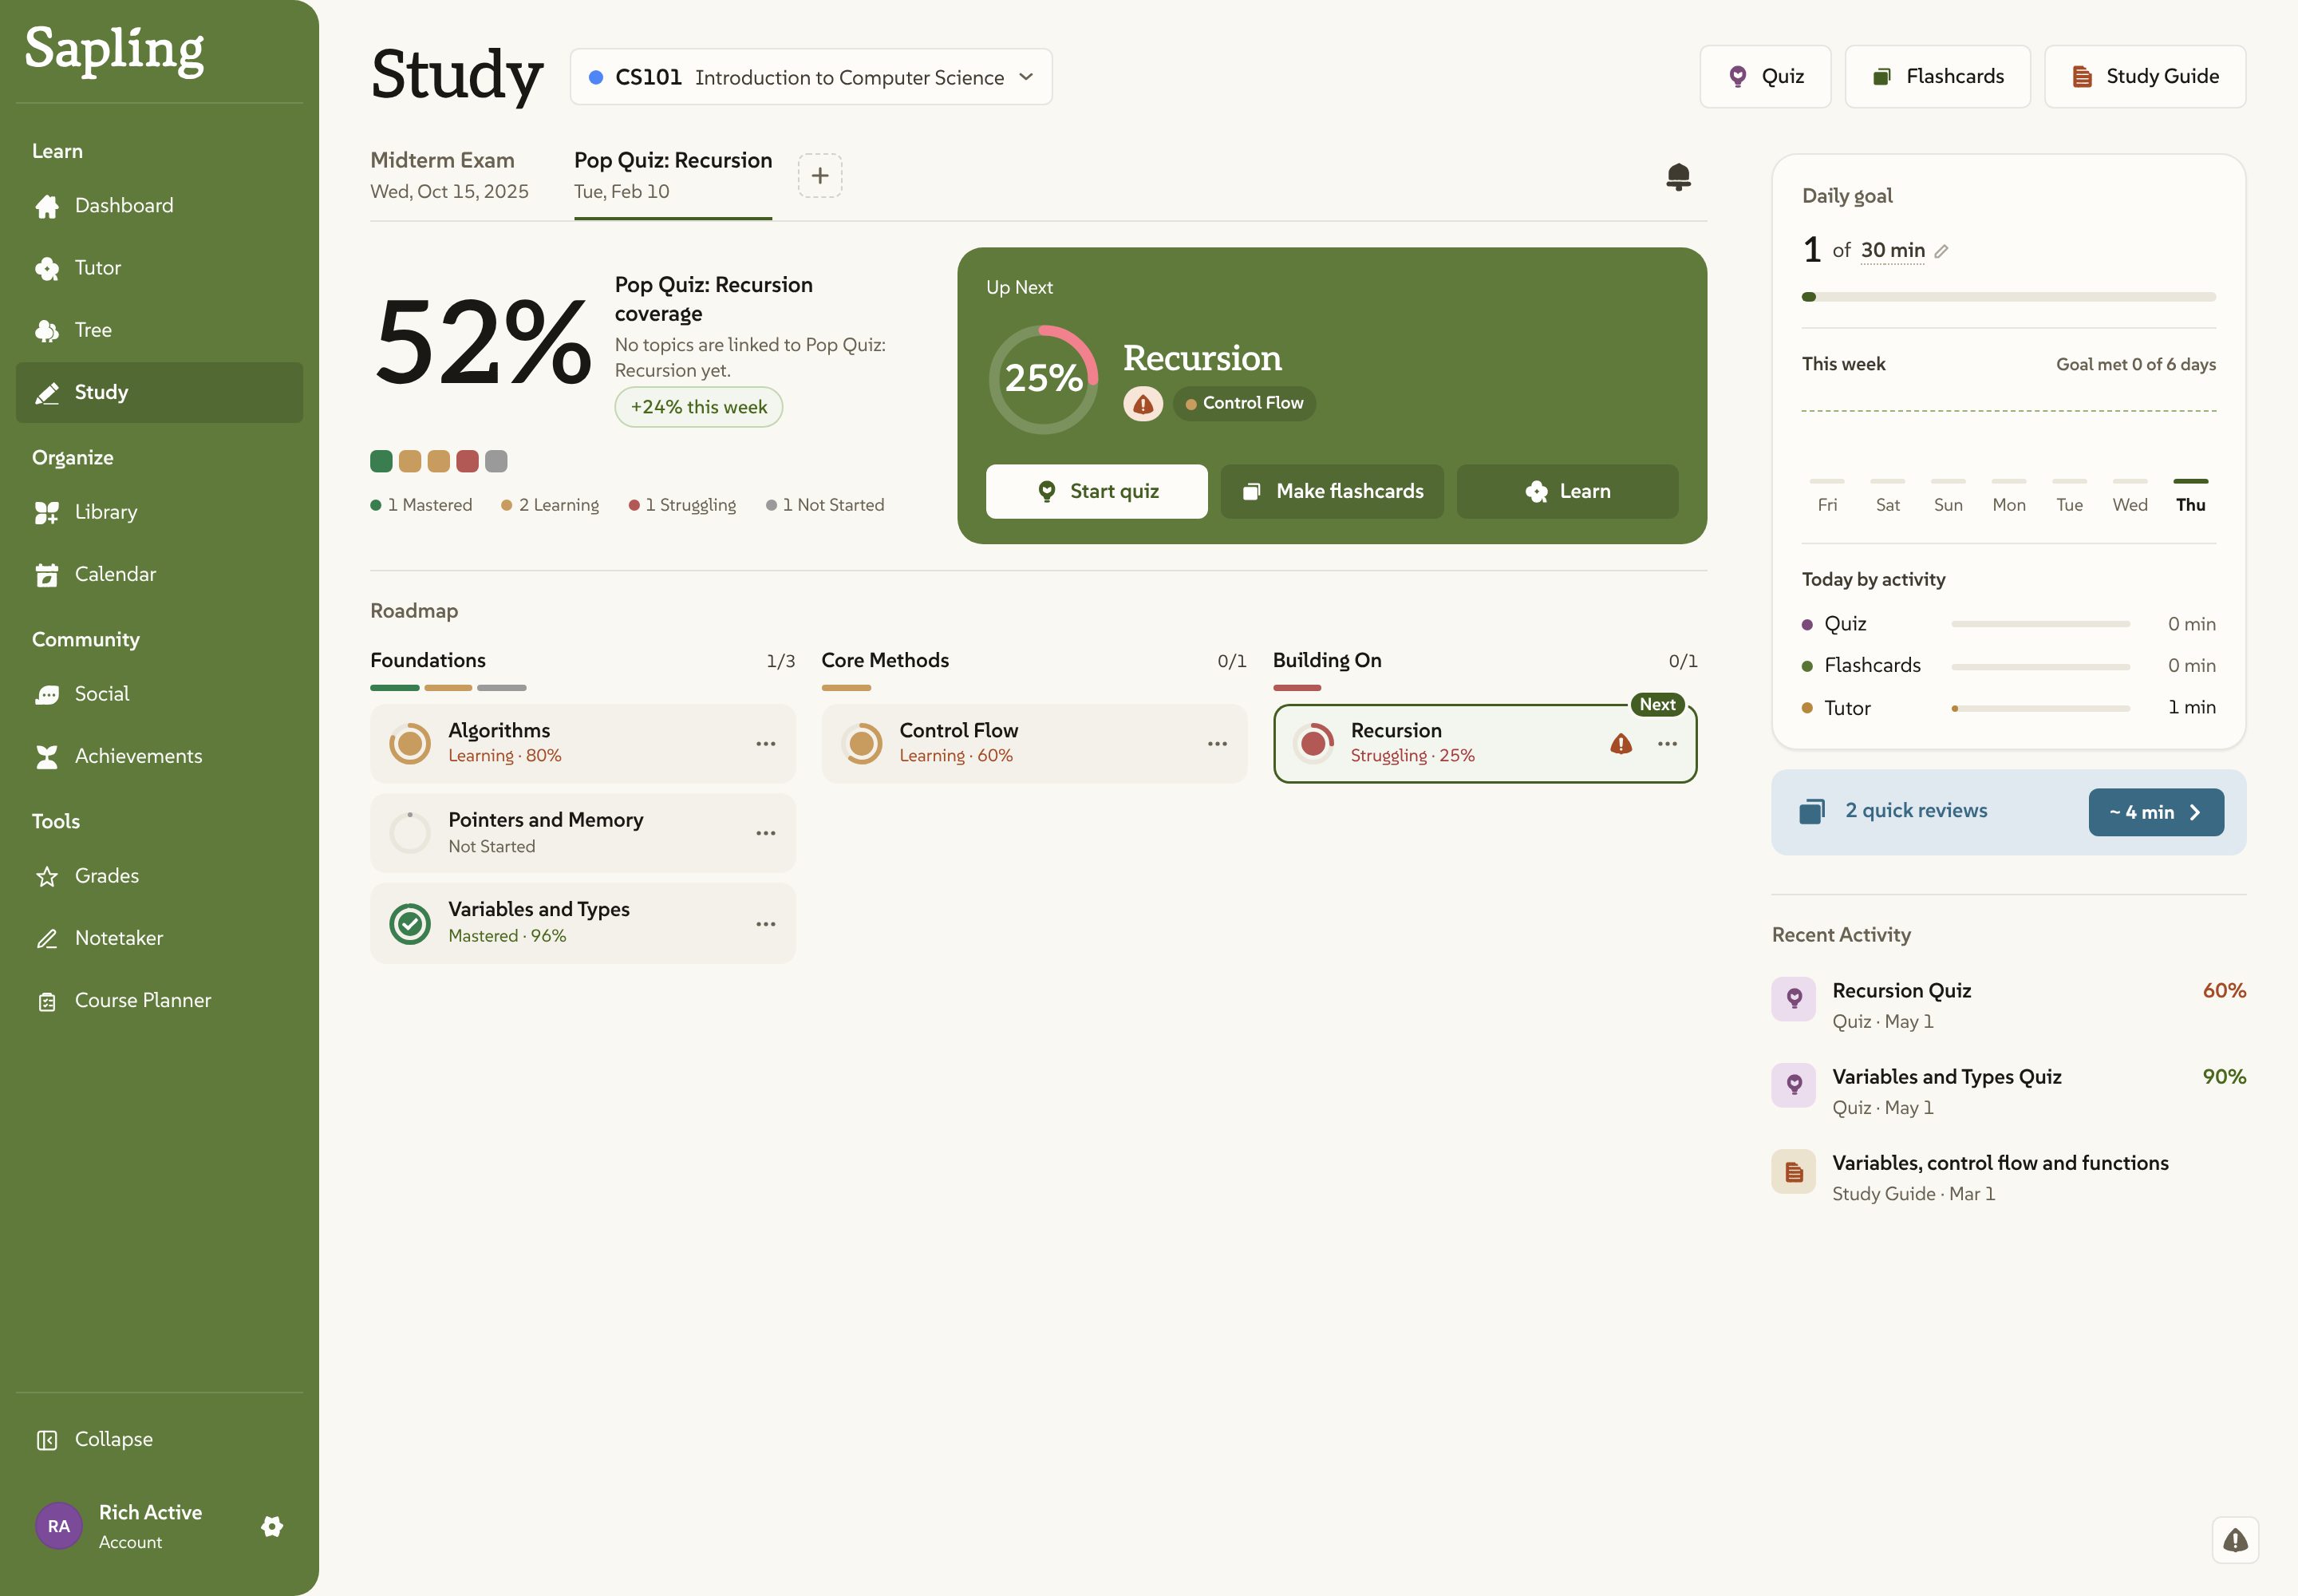 Sapling
Learn
Dashboard
Tutor
Tree
Study
Organize
Library
Calendar
Community
Social
Achievements
Tools
Grades
Notetaker
Course Planner
Collapse
RA
Rich Active
Account
Study
CS101 Introduction to Computer Science
Quiz
Flashcards
Study Guide
Midterm Exam
Wed, Oct 15, 2025
Pop Quiz: Recursion
Tue, Feb 10
52%
Pop Quiz: Recursion
coverage
No topics are linked to Pop Quiz:
Recursion yet.
+24% this week
1 Mastered
2 Learning
1 Struggling
1 Not Started
Up Next
25%
Recursion
Control Flow
Start quiz
Make flashcards
Learn
Roadmap
Foundations 1/3
Algorithms
Learning · 80%
Pointers and Memory
Not Started
Variables and Types
Mastered · 96%
Core Methods 0/1
Control Flow
Learning · 60%
Building On 0/1
Next
Recursion
Struggling · 25%
Daily goal
1 of 30 min
This week
Goal met 0 of 6 days
Fri Sat Sun Mon Tue Wed Thu
Today by activity
Quiz 0 min
Flashcards 0 min
Tutor 1 min
2 quick reviews
~ 4 min
Recent Activity
Recursion Quiz 60%
Quiz · May 1
Variables and Types Quiz 90%
Quiz · May 1
Variables, control flow and functions
Study Guide · Mar 1